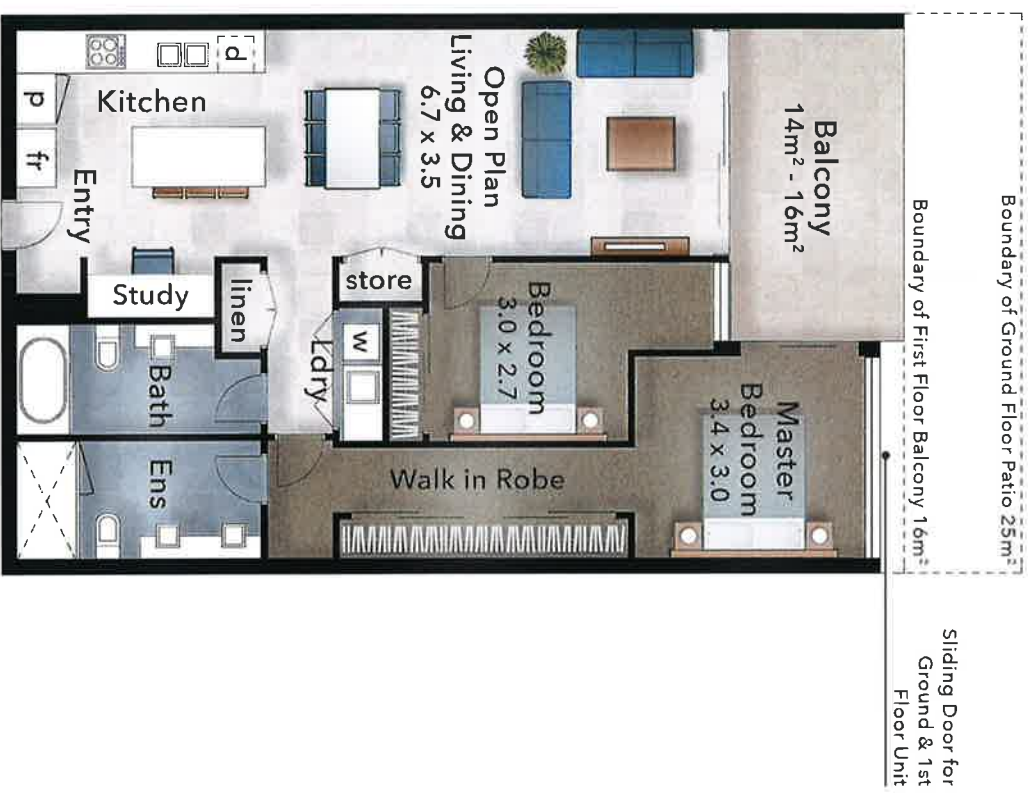 d
Kitchen
p
fr
Entry
Study
linen
store
w
Ldry
Bath
Ens
Open Plan
Living & Dining
6.7 x 3.5
Balcony
14m² - 16m²
Bedroom
3.0 x 2.7
Master
Bedroom
3.4 x 3.0
Walk in Robe
Boundary of First Floor Balcony 16m²
Boundary of Ground Floor Patio 25m²
Sliding Door for
Ground & 1st
Floor Unit